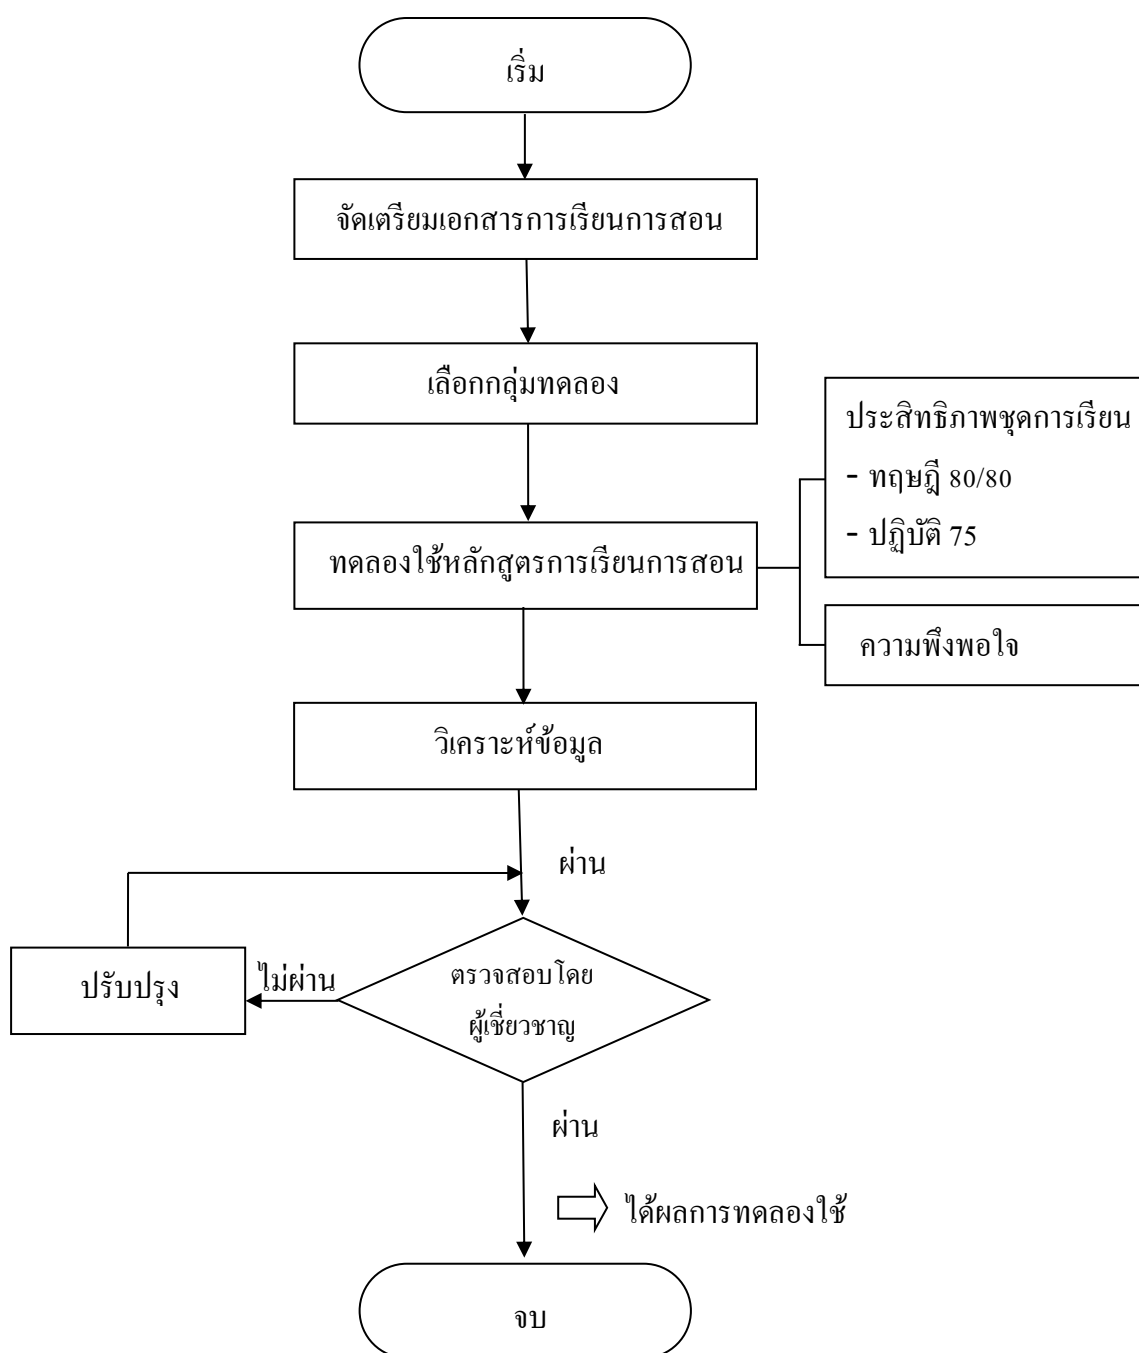 เริ่ม
จัดเตรียมเอกสารการเรียนการสอน
เลือกกลุ่มทดลอง
ประสิทธิภาพชุดการเรียน
- ทฤษฎี 80/80
- ปฏิบัติ 75
ทดลองใช้หลักสูตรการเรียนการสอน
ความพึงพอใจ
วิเคราะห์ข้อมูล
ผ่าน
ปรับปรุง
ไม่ผ่าน
ตรวจสอบโดย
ผู้เชี่ยวชาญ
ผ่าน
ได้ผลการทดลองใช้
จบ